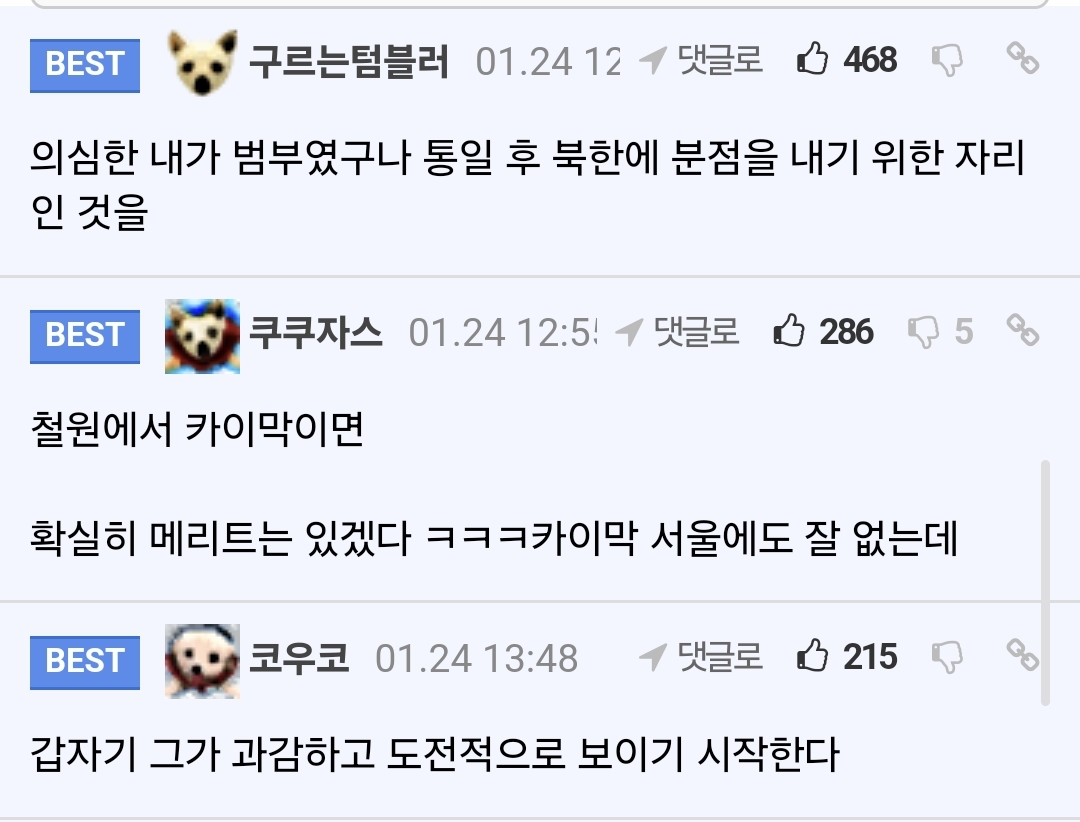 BEST 구르는텀블러 01.24 12 댓글로 468
의심한 내가 범부였구나 통일 후 북한에 분점을 내기 위한 자리
인 것을
BEST 쿠쿠자스 01.24 12:5 댓글로 286 5
철원에서 카이막이면
확실히 메리트는 있겠다 ㅋㅋㅋ카이막 서울에도 잘 없는데
BEST 코우코 01.24 13:48 댓글로 215
갑자기 그가 과감하고 도전적으로 보이기 시작한다